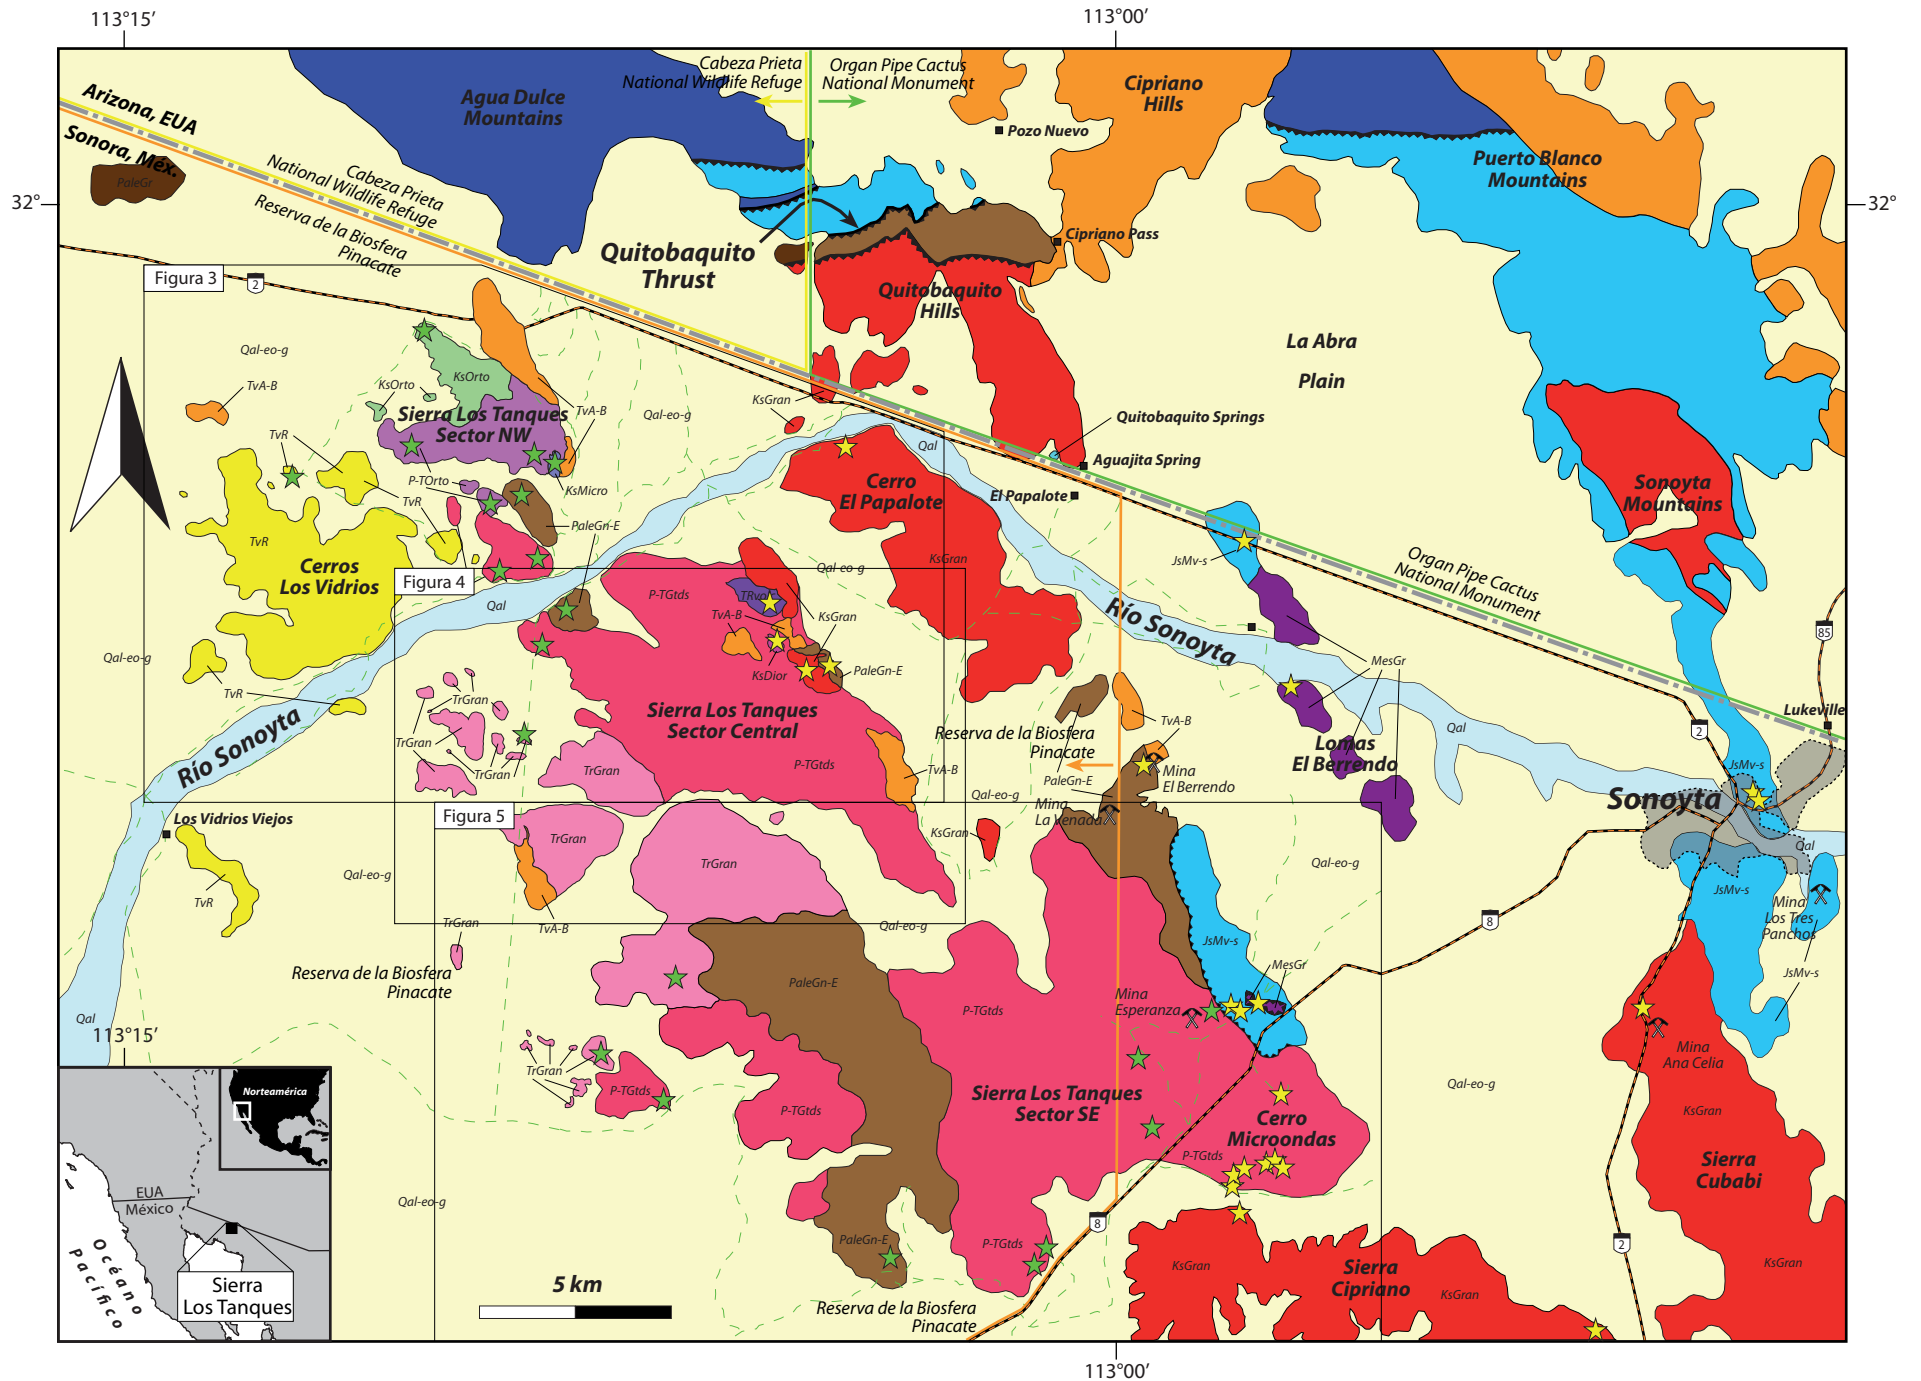 113°15′
113°00′
Cabeza Prieta
National Wildlife Refuge
Organ Pipe Cactus
National Monument
Agua Dulce
Mountains
Cipriano
Hills
Arizona, EUA
Sonora, Méx.
Pozo Nuevo
Puerto Blanco
Mountains
Cabeza Prieta
National Wildlife Refuge
PaleGr
32°
32°
Reserva de la Biosfera
Pinacate
Quitobaquito
Thrust
Cipriano Pass
Figura 3
2
Quitobaquito
Hills
La Abra
Plain
Qal-eo-g
KsOrto
KsOrto
TvA-B
Sierra Los Tanques
Sector NW
TvA-B
Qal-eo-g
KsGran
Quitobaquito Springs
TvR
Qal
Aguajita Spring
P-TOrto
KsMicro
Cerro
El Papalote
El Papalote
Sonoyta
Mountains
TvR
PaleGn-E
TvR
Cerros
Los Vidrios
KsGran
JsMv-s
Organ Pipe Cactus
National Monument
Figura 4
Qal-eo-g
Qal
P-TGtds
TRvolc
TvA-B
KsGran
Río Sonoyta
85
Qal-eo-g
KsDior
PaleGn-E
MesGr
TvR
TrGran
Sierra Los Tanques
Sector Central
Río Sonoyta
TrGran
TrGran
TrGran
P-TGtds
TvA-B
Reserva de la Biosfera
Pinacate
TvA-B
PaleGn-E
Mina
El Berrendo
Lomas
El Berrendo
Qal
2
Lukeville
JsMv-s
Qal-eo-g
Mina
La Venada
Sonoyta
Figura 5
Los Vidrios Viejos
TrGran
TrGran
KsGran
Qal-eo-g
Qal
Qal-eo-g
TvR
JsMv-s
Mina
Los Tres
Panchos
TrGran
TvA-B
Qal-eo-g
8
JsMv-s
Reserva de la Biosfera
Pinacate
PaleGn-E
MesGr
JsMv-s
Mina
Esperanza
P-TGtds
Qal
113°15′
Mina
Ana Celia
TrGran
P-TGtds
P-TGtds
Sierra Los Tanques
Sector SE
Qal-eo-g
KsGran
Cerro
Microondas
P-TGtds
Sierra
Cubabi
Norteamérica
EUA
México
Qal-eo-g
8
PaleGn-E
P-TGtds
2
KsGran
Sierra
Cipriano
KsGran
KsGran
Océano
Pacífico
Sierra
Los Tanques
5 km
Reserva de la Biosfera
Pinacate
113°00′